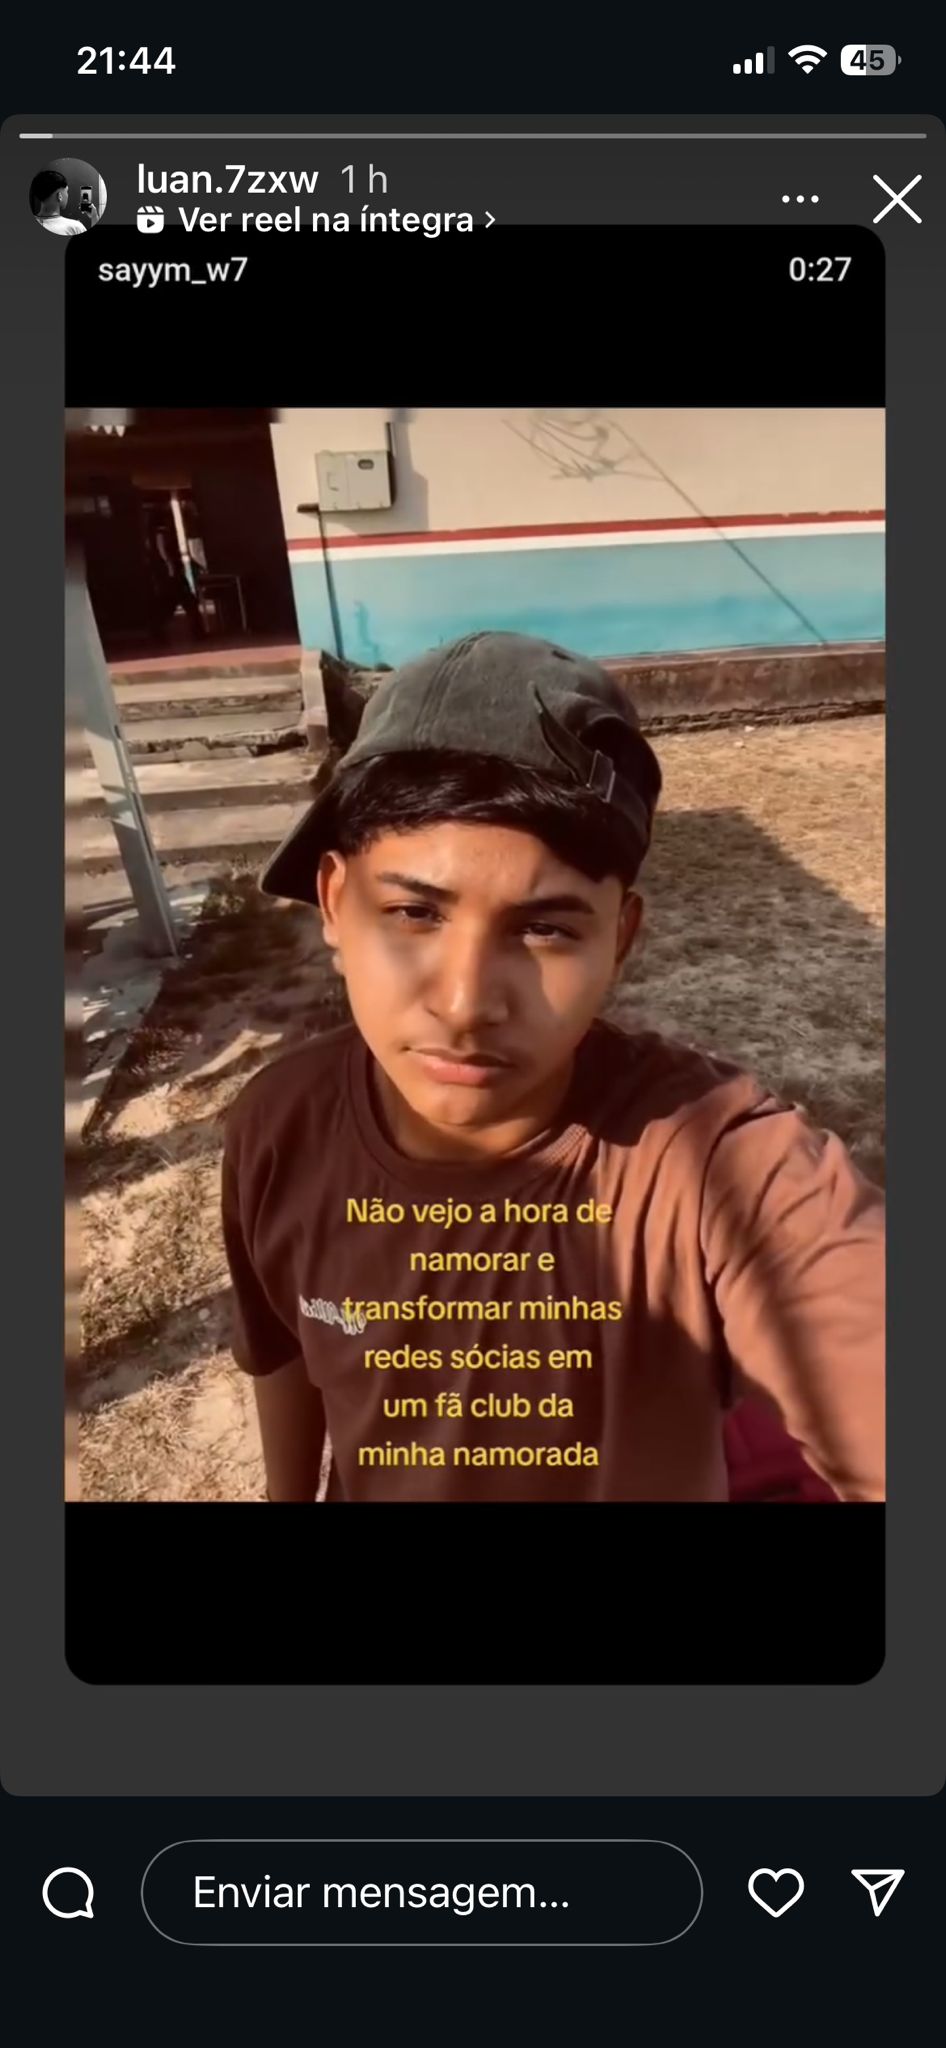 21:44
45
luan.7zxw 1 h
Ver reel na íntegra
sayym_w7 0:27
Não vejo a hora de
namorar e
transformar minhas
redes sócias em
um fã club da
minha namorada
Enviar mensagem...